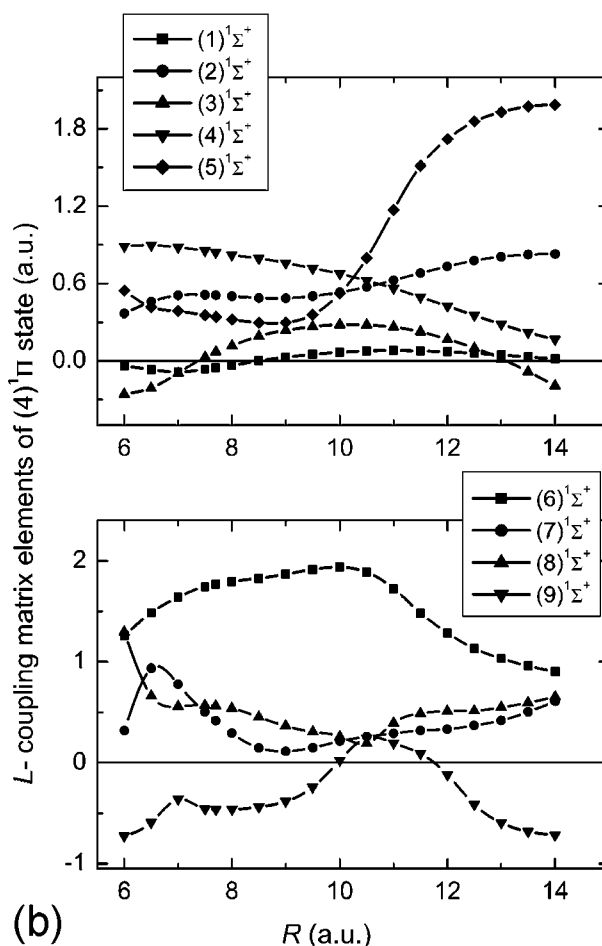 (1)¹Σ⁺
(2)¹Σ⁺
(3)¹Σ⁺
(4)¹Σ⁺
(5)¹Σ⁺
1.8
1.2
0.6
0.0
6 8 10 12 14
L- coupling matrix elements of (4)¹Π state (a.u.)
(6)¹Σ⁺
(7)¹Σ⁺
(8)¹Σ⁺
(9)¹Σ⁺
2
1
0
-1
6 8 10 12 14
(b) R (a.u.)